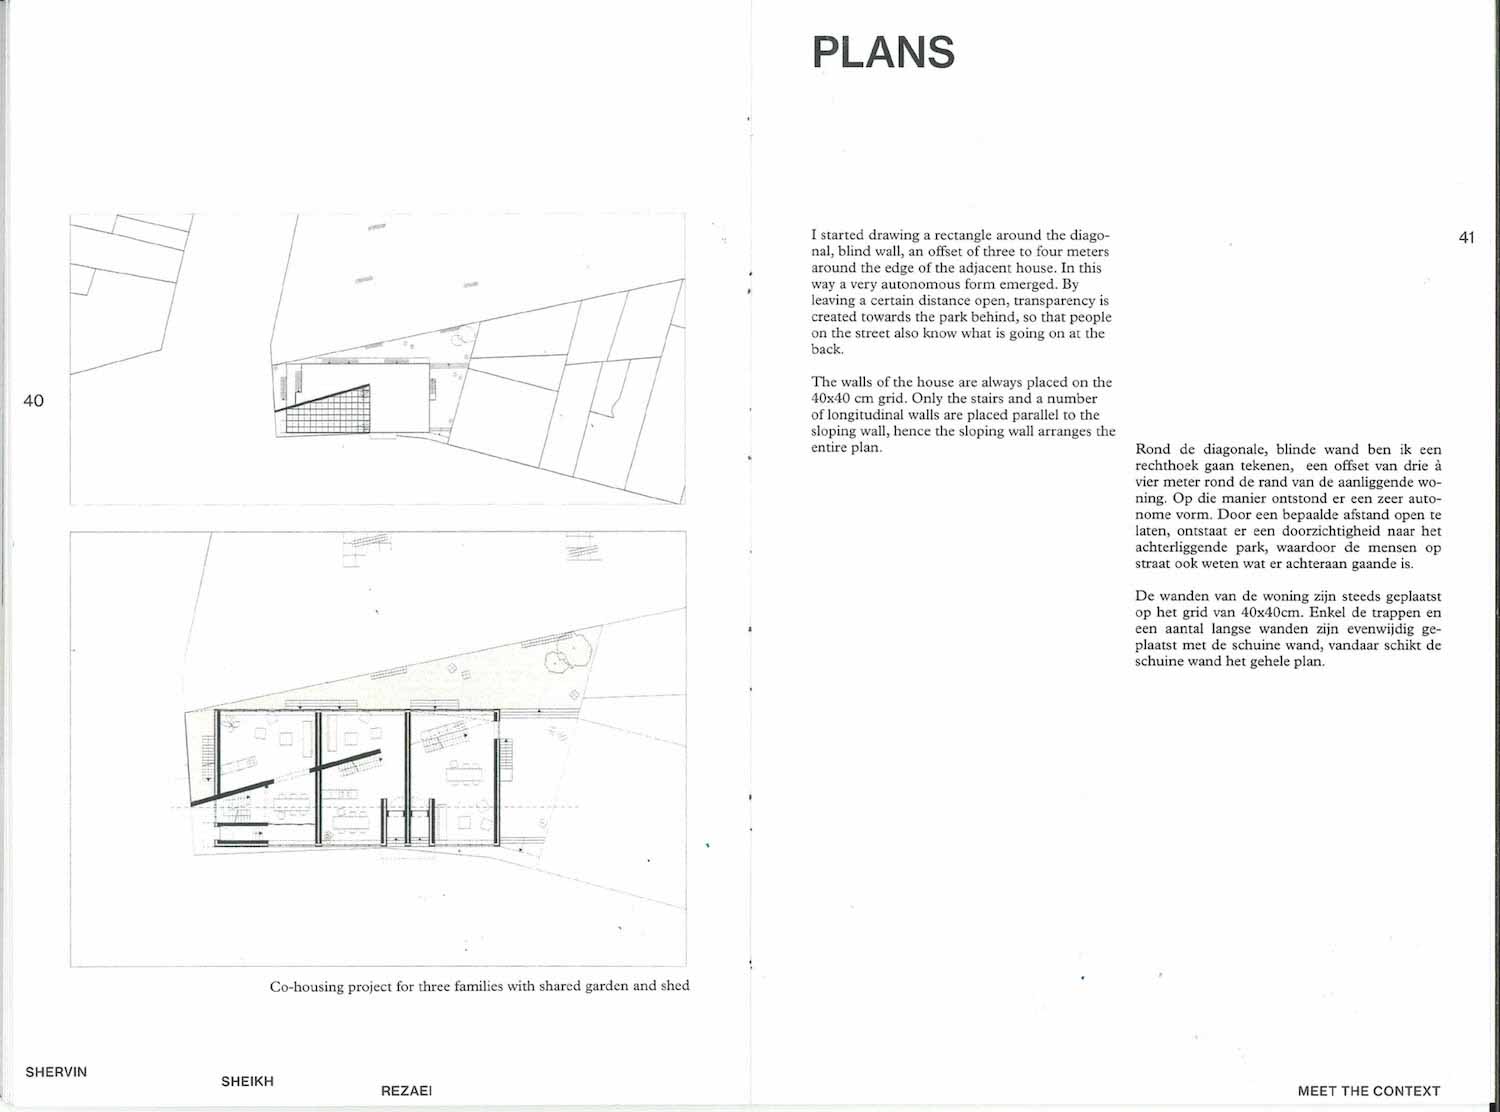 40
Co-housing project for three families with shared garden and shed
SHERVIN
SHEIKH
REZAEI
PLANS
41
I started drawing a rectangle around the diago-
nal, blind wall, an offset of three to four meters
around the edge of the adjacent house. In this
way a very autonomous form emerged. By
leaving a certain distance open, transparency is
created towards the park behind, so that people
on the street also know what is going on at the
back.
The walls of the house are always placed on the
40x40 cm grid. Only the stairs and a number
of longitudinal walls are placed parallel to the
sloping wall, hence the sloping wall arranges the
entire plan.
Rond de diagonale, blinde wand ben ik een
rechthoek gaan tekenen, een offset van drie à
vier meter rond de rand van de aanliggende wo-
ning. Op die manier ontstond er een zeer auto-
nome vorm. Door een bepaalde afstand open te
laten, ontstaat er een doorzichtigheid naar het
achterliggende park, waardoor de mensen op
straat ook weten wat er achteraan gaande is.
De wanden van de woning zijn steeds geplaatst
op het grid van 40x40cm. Enkel de trappen en
een aantal langse wanden zijn evenwijdig ge-
plaatst met de schuine wand, vandaar schikt de
schuine wand het gehele plan.
MEET THE CONTEXT